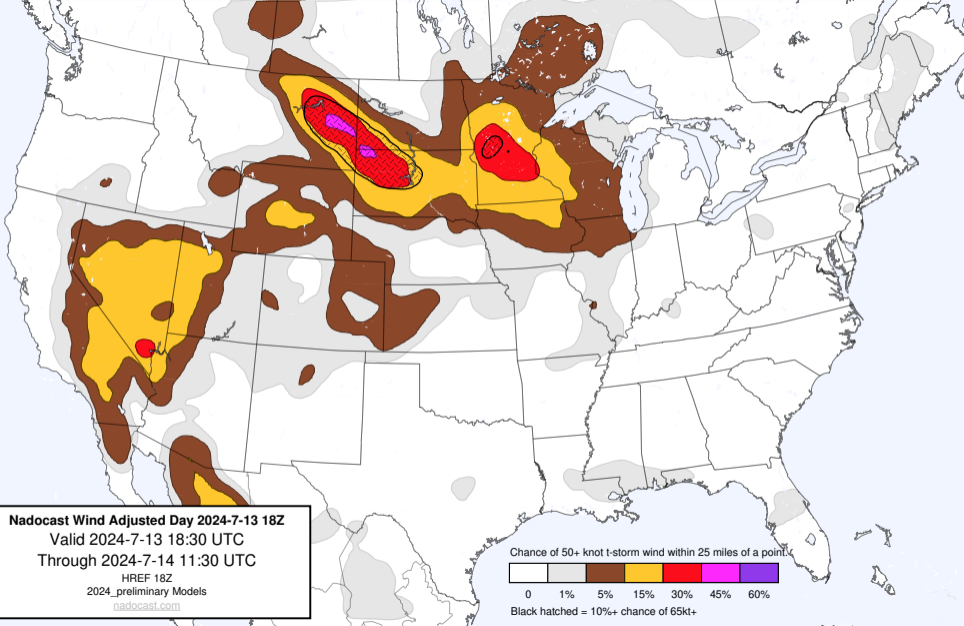 Nadocast Wind Adjusted Day 2024-7-13 18Z
Valid 2024-7-13 18:30 UTC
Through 2024-7-14 11:30 UTC
HREF 18Z
2024_preliminary Models
nadocast.com
Chance of 50+ knot t-storm wind within 25 miles of a point.
0 1% 5% 15% 30% 45% 60%
Black hatched = 10%+ chance of 65kt+